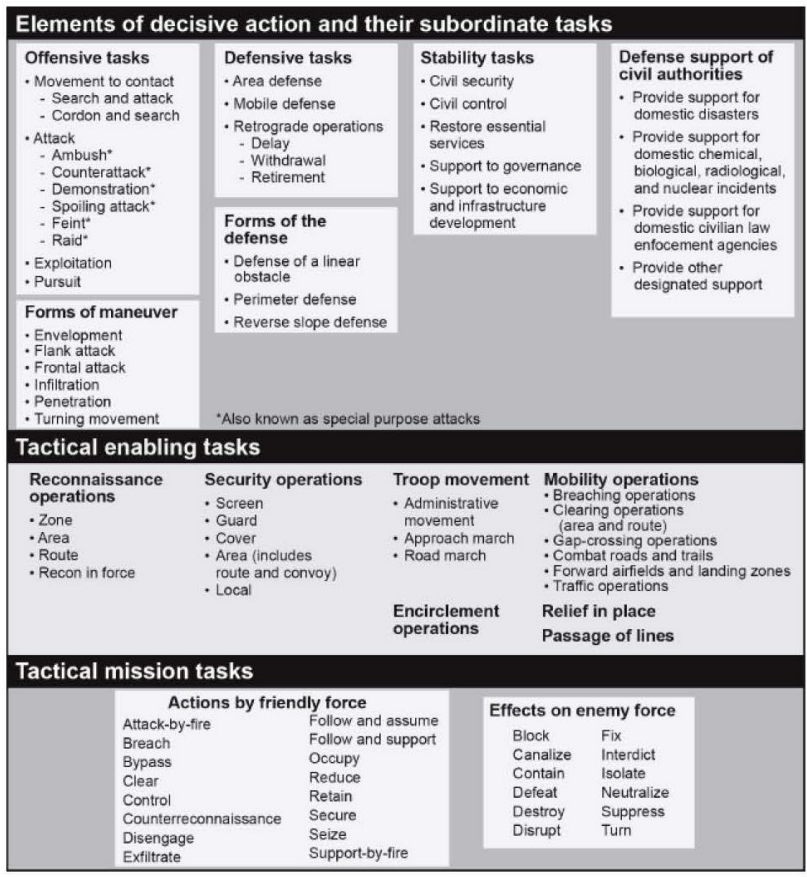 Elements of decisive action and their subordinate tasks
Offensive tasks
• Movement to contact
- Search and attack
- Cordon and search
• Attack
- Ambush*
- Counterattack*
- Demonstration*
- Spoiling attack*
- Feint*
- Raid*
• Exploitation
• Pursuit
Forms of maneuver
• Envelopment
• Flank attack
• Frontal attack
• Infiltration
• Penetration
• Turning movement
Defensive tasks
• Area defense
• Mobile defense
• Retrograde operations
- Delay
- Withdrawal
- Retirement
Forms of the
defense
• Defense of a linear
obstacle
• Perimeter defense
• Reverse slope defense
Stability tasks
• Civil security
• Civil control
• Restore essential
services
• Support to governance
• Support to economic
and infrastructure
development
Defense support of
civil authorities
• Provide support for
domestic disasters
• Provide support for
domestic chemical,
biological, radiological,
and nuclear incidents
• Provide support for
domestic civilian law
enfocement agencies
• Provide other
designated support
*Also known as special purpose attacks
Tactical enabling tasks
Reconnaissance
operations
• Zone
• Area
• Route
• Recon in force
Security operations
• Screen
• Guard
• Cover
• Area (includes
route and convoy)
• Local
Troop movement
• Administrative
movement
• Approach march
• Road march
Encirclement
operations
Mobility operations
• Breaching operations
• Clearing operations
(area and route)
• Gap-crossing operations
• Combat roads and trails
• Forward airfields and landing zones
• Traffic operations
Relief in place
Passage of lines
Tactical mission tasks
Actions by friendly force
Attack-by-fire
Breach
Bypass
Clear
Control
Counterreconnaissance
Disengage
Exfiltrate
Follow and assume
Follow and support
Occupy
Reduce
Retain
Secure
Seize
Support-by-fire
Effects on enemy force
Block
Canalize
Contain
Defeat
Destroy
Disrupt
Fix
Interdict
Isolate
Neutralize
Suppress
Turn